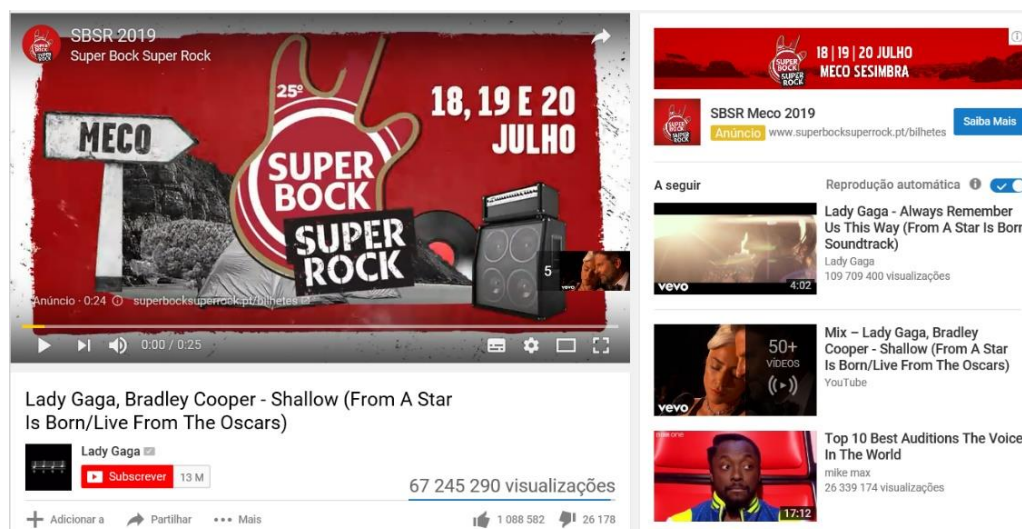 SBSR 2019
Super Bock Super Rock
25º
18, 19 E 20
JULHO
MECO
SUPER
BOCK
SUPER
ROCK
5
vevo
Anúncio · 0:24
superbocksuperrock.pt/bilhetes
0:00 / 0:25
Lady Gaga, Bradley Cooper - Shallow (From A Star
Is Born/Live From The Oscars)
Lady Gaga
Subscrever 13 M
67 245 290 visualizações
Adicionar a Partilhar Mais
1 088 582 26 178
SUPER
BOCK
SUPER
ROCK
18 | 19 | 20 JULHO
MECO SESIMBRA
SBSR Meco 2019
Anúncio www.superbocksuperrock.pt/bilhetes
Saiba Mais
A seguir Reprodução automática
vevo 4:02
Lady Gaga - Always Remember
Us This Way (From A Star Is Born
Soundtrack)
Lady Gaga
109 709 400 visualizações
50+
VÍDEOS
vevo
Mix – Lady Gaga, Bradley
Cooper - Shallow (From A Star
Is Born/Live From The Oscars)
YouTube
17:12
Top 10 Best Auditions The Voice
In The World
mike max
26 339 174 visualizações